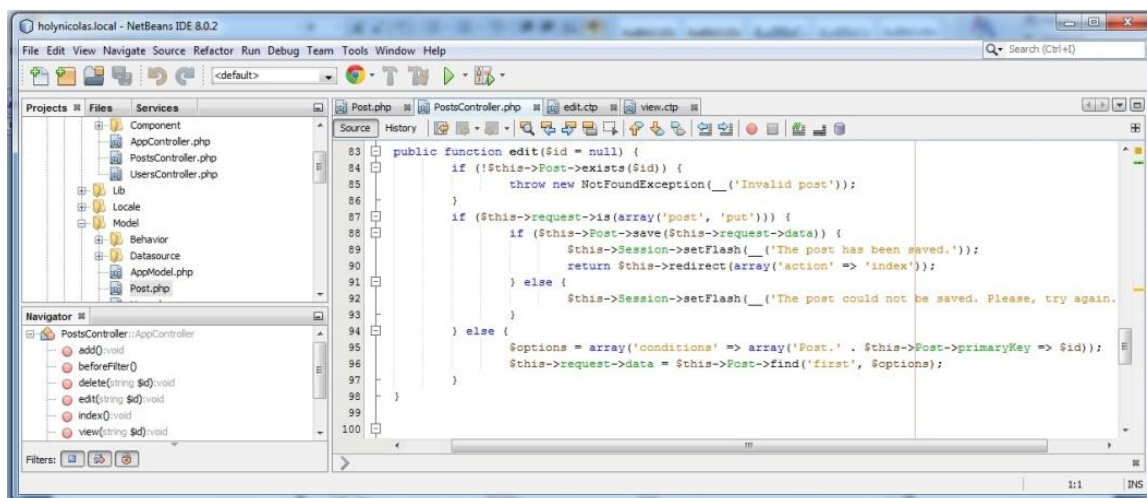 holynicolas.local - NetBeans IDE 8.0.2
File Edit View Navigate Source Refactor Run Debug Team Tools Window Help
Search (Ctrl+I)
<default>
Projects Files Services
Component
AppController.php
PostsController.php
UsersController.php
Lib
Locale
Model
Behavior
Datasource
AppModel.php
Post.php
Navigator
PostsController::AppController
add():void
beforeFilter()
delete(string $id):void
edit(string $id):void
index():void
view(string $id):void
Filters:
Post.php PostsController.php edit.ctp view.ctp
Source History
83 public function edit($id = null) {
84 if (!$this->Post->exists($id)) {
85 throw new NotFoundException(__('Invalid post'));
86 }
87 if ($this->request->is(array('post', 'put'))) {
88 if ($this->Post->save($this->request->data)) {
89 $this->Session->setFlash(__('The post has been saved.'));
90 return $this->redirect(array('action' => 'index'));
91 } else {
92 $this->Session->setFlash(__('The post could not be saved. Please, try again.
93 }
94 } else {
95 $options = array('conditions' => array('Post.' . $this->Post->primaryKey => $id));
96 $this->request->data = $this->Post->find('first', $options);
97 }
98 }
99
100
1:1 INS